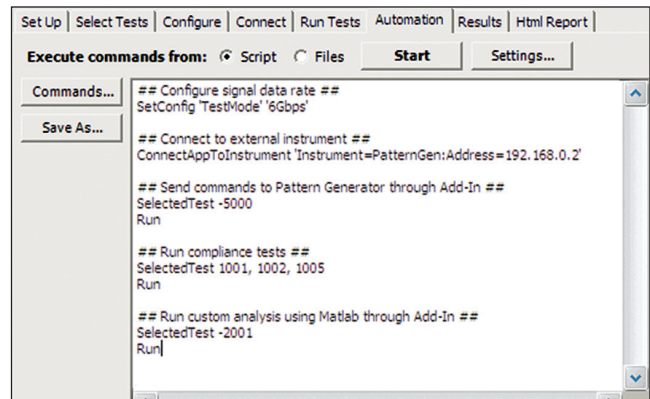 Set Up Select Tests Configure Connect Run Tests Automation Results Html Report
Execute commands from: Script Files Start Settings...
Commands...
Save As...
## Configure signal data rate ##
SetConfig 'TestMode' '6Gbps'
## Connect to external instrument ##
ConnectAppToInstrument 'Instrument=PatternGen:Address=192.168.0.2'
## Send commands to Pattern Generator through Add-In ##
SelectedTest -5000
Run
## Run compliance tests ##
SelectedTest 1001, 1002, 1005
Run
## Run custom analysis using Matlab through Add-In ##
SelectedTest -2001
Run